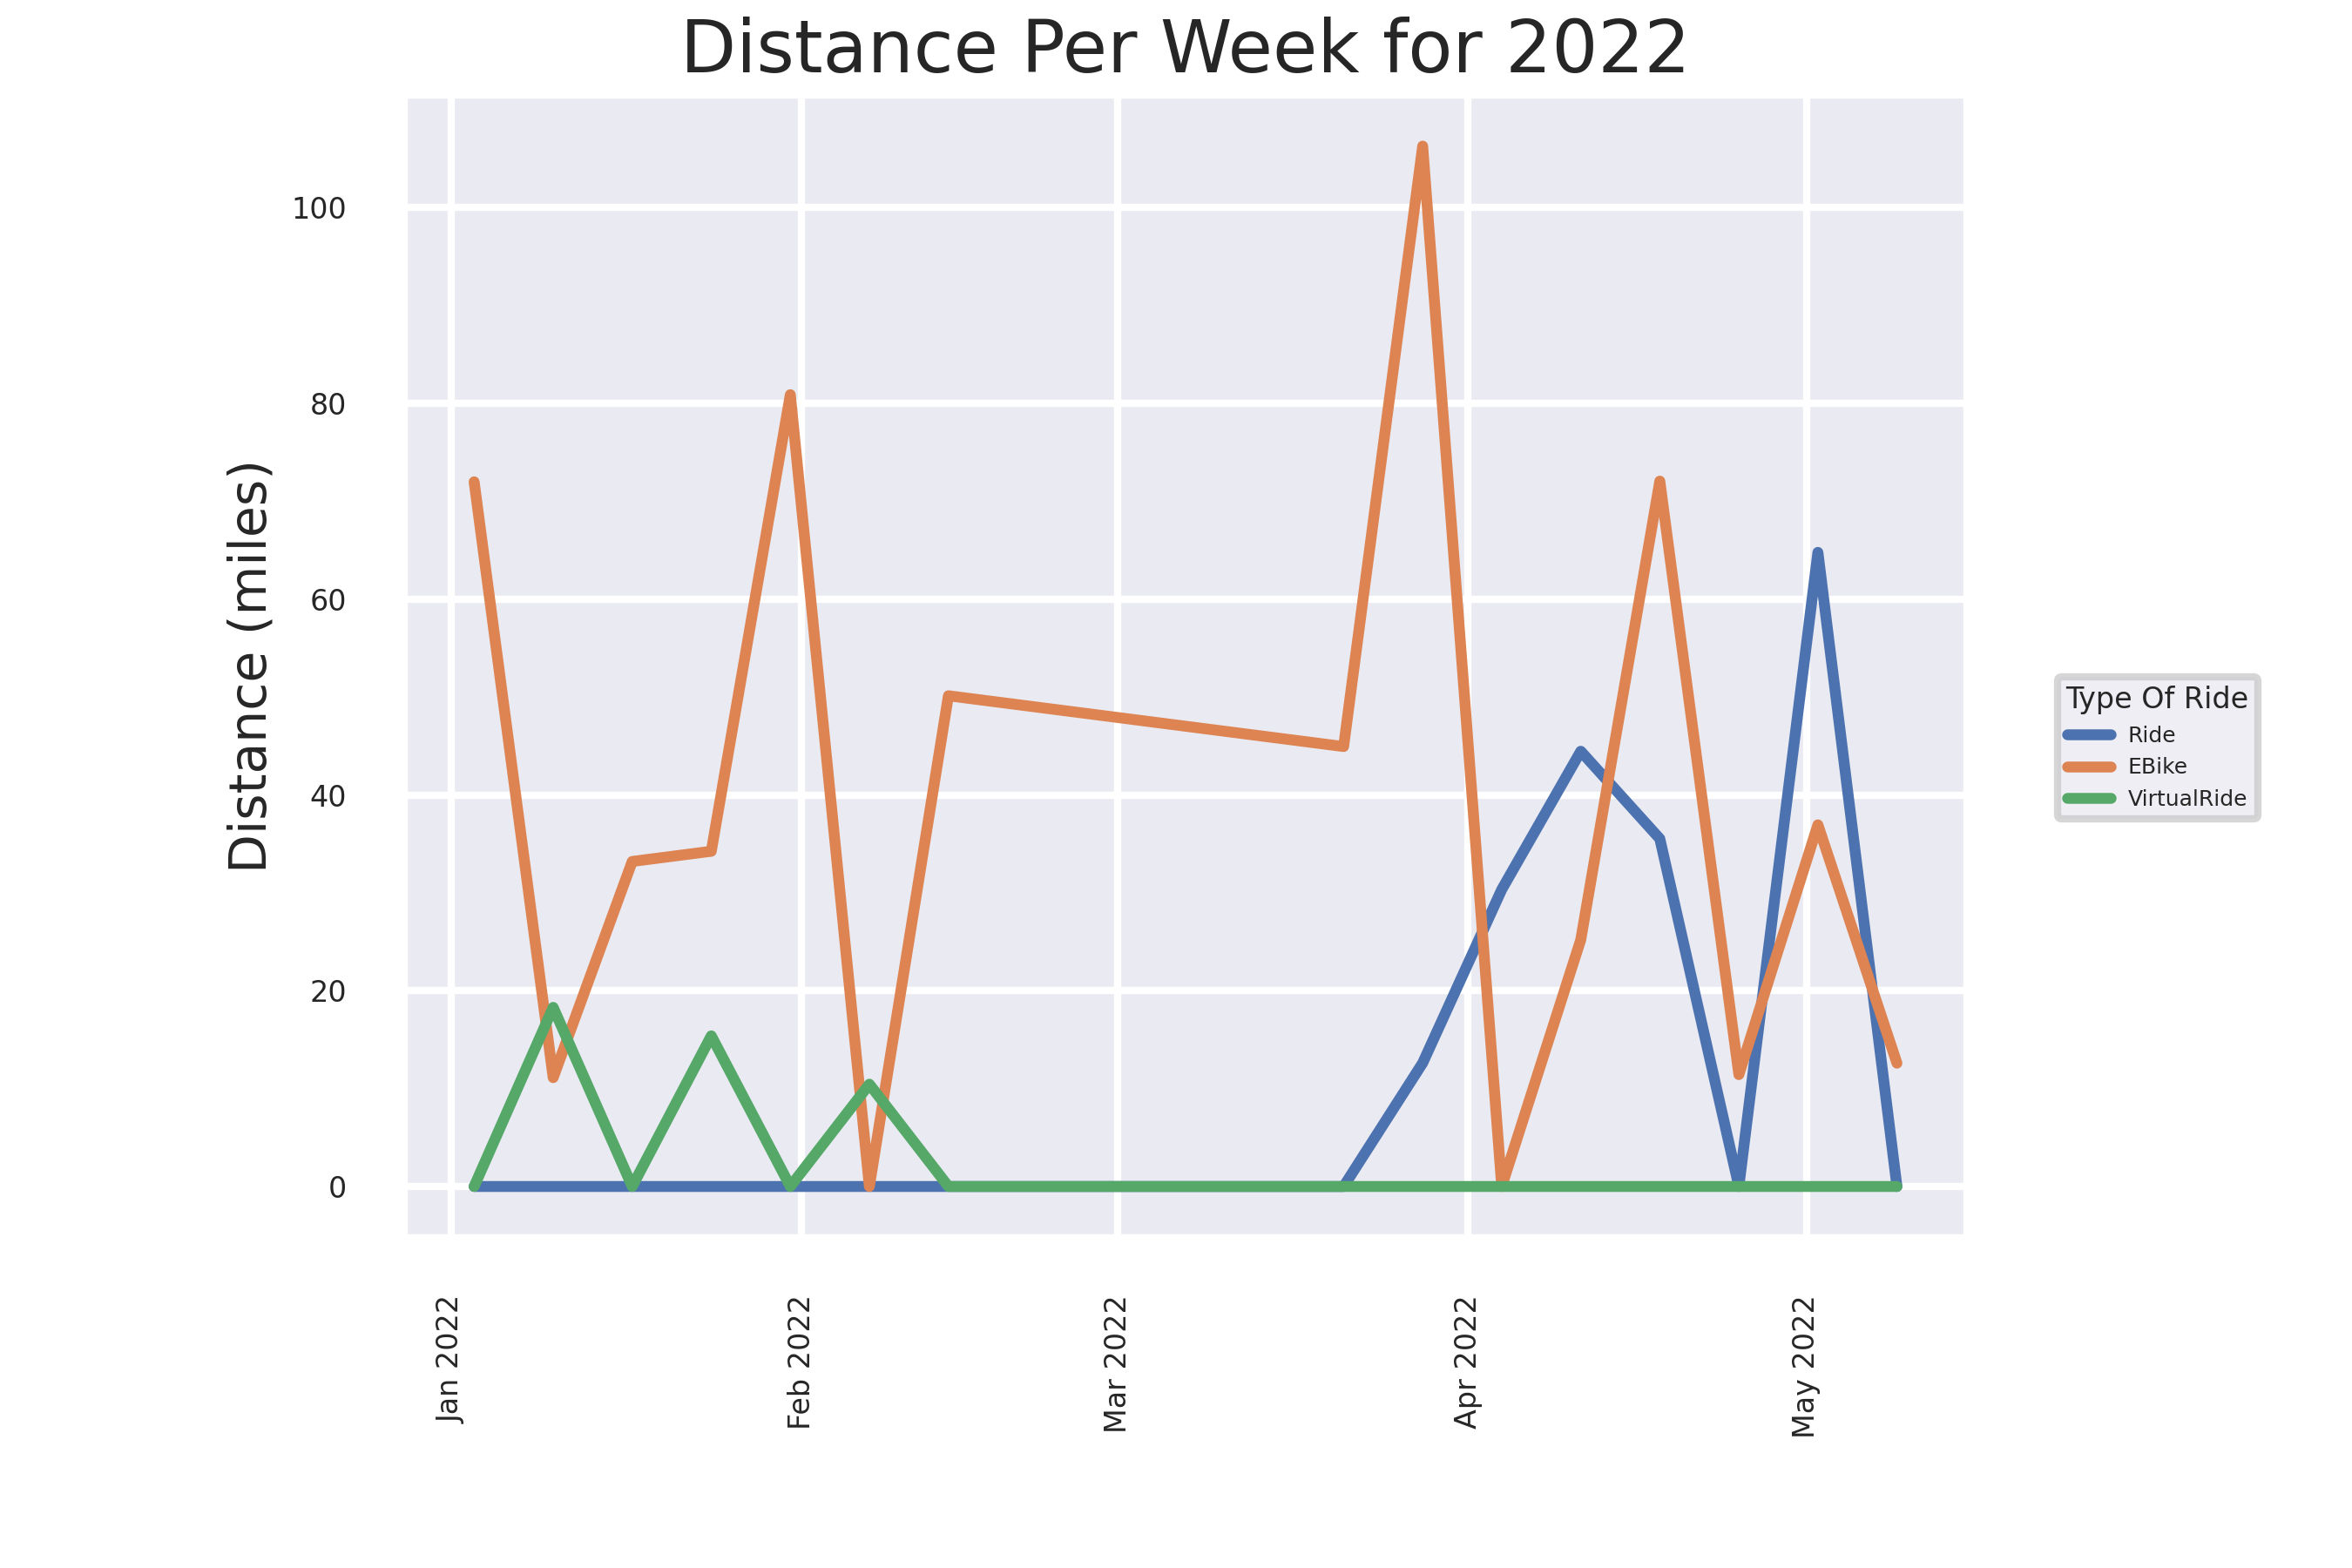 Distance Per Week for 2022
Distance (miles)
100
80
60
40
20
0
Jan 2022
Feb 2022
Mar 2022
Apr 2022
May 2022
Type Of Ride
Ride
EBike
VirtualRide